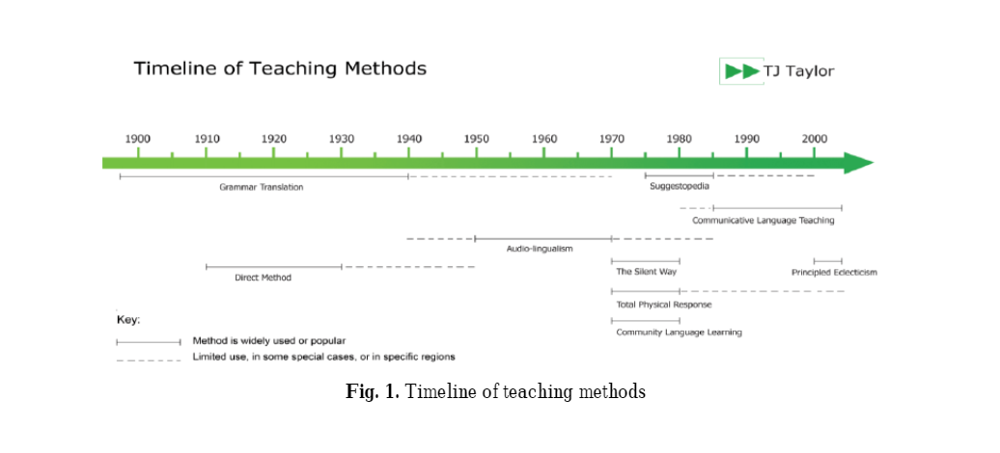 Timeline of Teaching Methods
TJ Taylor
1900 1910 1920 1930 1940 1950 1960 1970 1980 1990 2000
Grammar Translation
Suggestopedia
Communicative Language Teaching
Audio-lingualism
Direct Method
The Silent Way
Principled Eclecticism
Total Physical Response
Community Language Learning
Key:
Method is widely used or popular
Limited use, in some special cases, or in specific regions
Fig. 1. Timeline of teaching methods